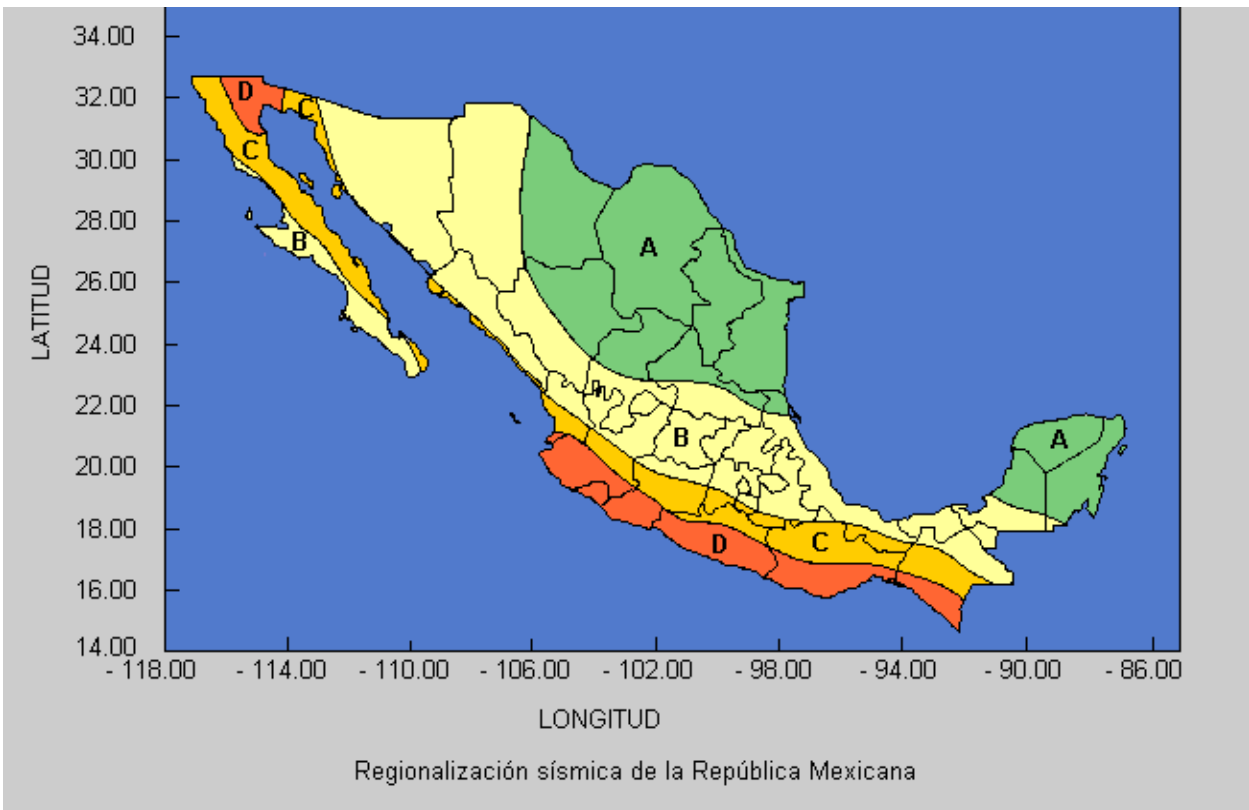 34.00
32.00
30.00
28.00
26.00
24.00
22.00
20.00
18.00
16.00
14.00
LATITUD
D
C
C
B
A
B
A
C
D
- 118.00 - 114.00 - 110.00 - 106.00 - 102.00 - 98.00 - 94.00 - 90.00 - 86.00
LONGITUD
Regionalización sísmica de la República Mexicana